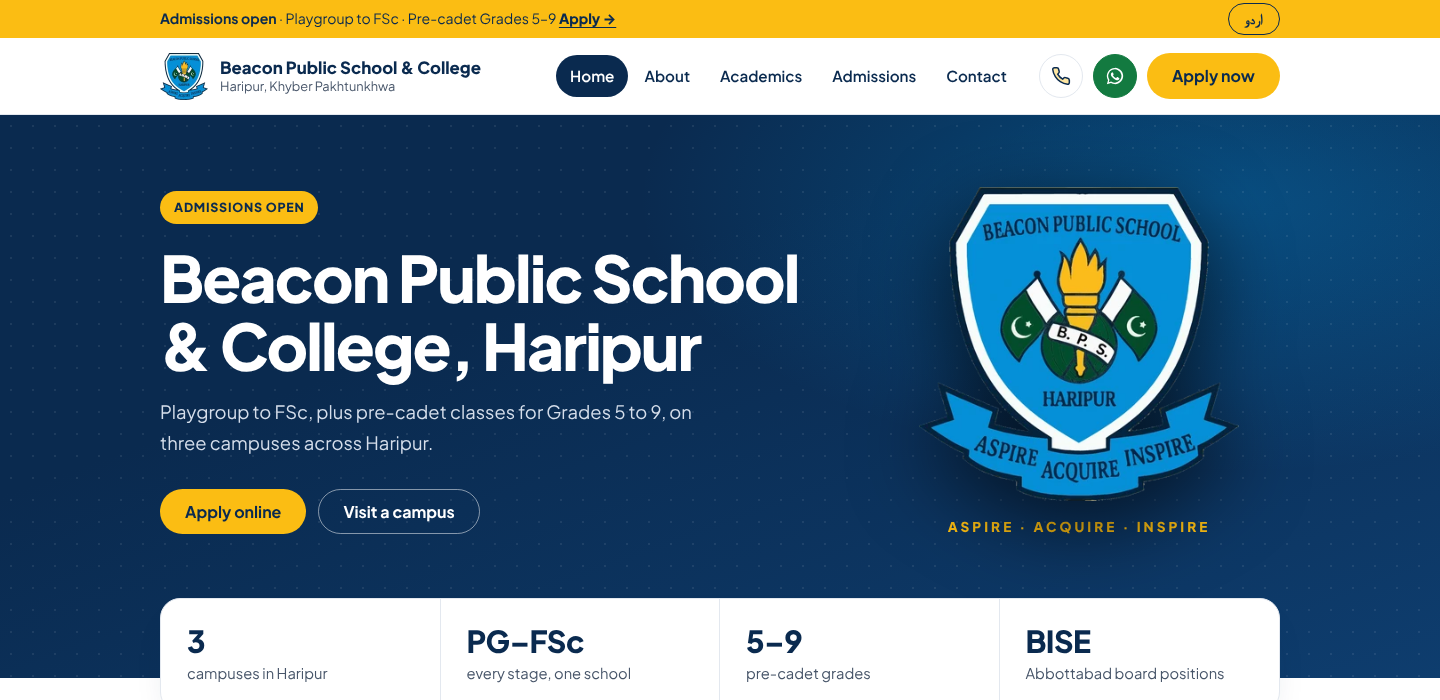 Admissions open · Playgroup to FSc · Pre-cadet Grades 5–9 Apply →
اردو
Beacon Public School & College
Haripur, Khyber Pakhtunkhwa
Home
About
Academics
Admissions
Contact
Apply now
ADMISSIONS OPEN
Beacon Public School
& College, Haripur
Playgroup to FSc, plus pre-cadet classes for Grades 5 to 9, on
three campuses across Haripur.
Apply online
Visit a campus
BEACON PUBLIC SCHOOL
B. P. S.
HARIPUR
ASPIRE ACQUIRE INSPIRE
ASPIRE · ACQUIRE · INSPIRE
3
campuses in Haripur
PG–FSc
every stage, one school
5–9
pre-cadet grades
BISE
Abbottabad board positions